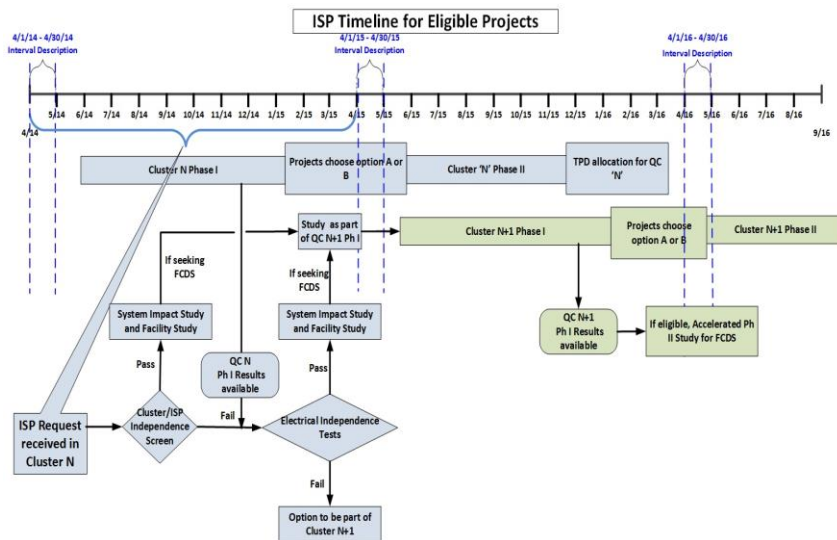 ISP Timeline for Eligible Projects
4/1/14 - 4/30/14
Interval Description
4/1/15 - 4/30/15
Interval Description
4/1/16 - 4/30/16
Interval Description
4/14
5/14
6/14
7/14
8/14
9/14
10/14
11/14
12/14
1/15
2/15
3/15
4/15
5/15
6/15
7/15
8/15
9/15
10/15
11/15
12/15
1/16
2/16
3/16
4/16
5/16
6/16
7/16
8/16
9/16
Cluster N Phase I
Projects choose option A or
B
Cluster 'N' Phase II
TPD allocation for QC
'N'
Study as part
of QC N+1 Ph I
Cluster N+1 Phase I
Projects choose
option A or B
Cluster N+1 Phase II
If seeking
FCDS
If seeking
FCDS
System Impact Study
and Facility Study
System Impact Study
and Facility Study
QC N+1
Ph I Results
available
If eligible, Accelerated Ph
II Study for FCDS
Pass
QC N
Ph I Results
available
Pass
ISP Request
received in
Cluster N
Cluster/ISP
Independence
Screen
Fail
Electrical Independence
Tests
Fail
Option to be part of
Cluster N+1